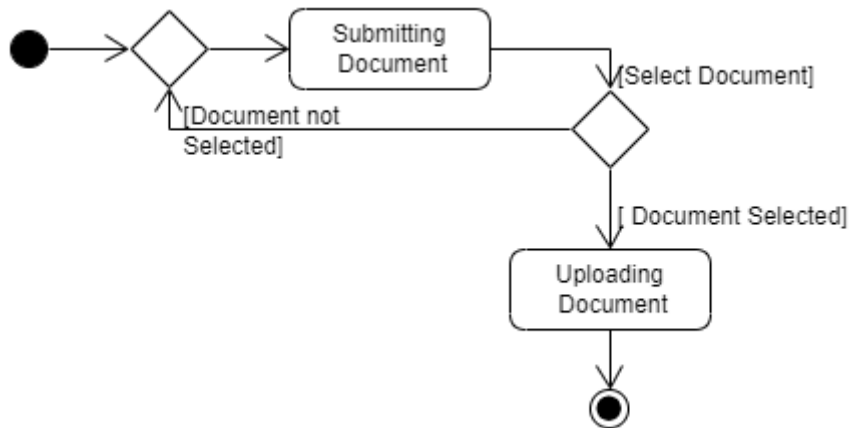 Submitting
Document
[Select Document]
[Document not
Selected]
[ Document Selected]
Uploading
Document